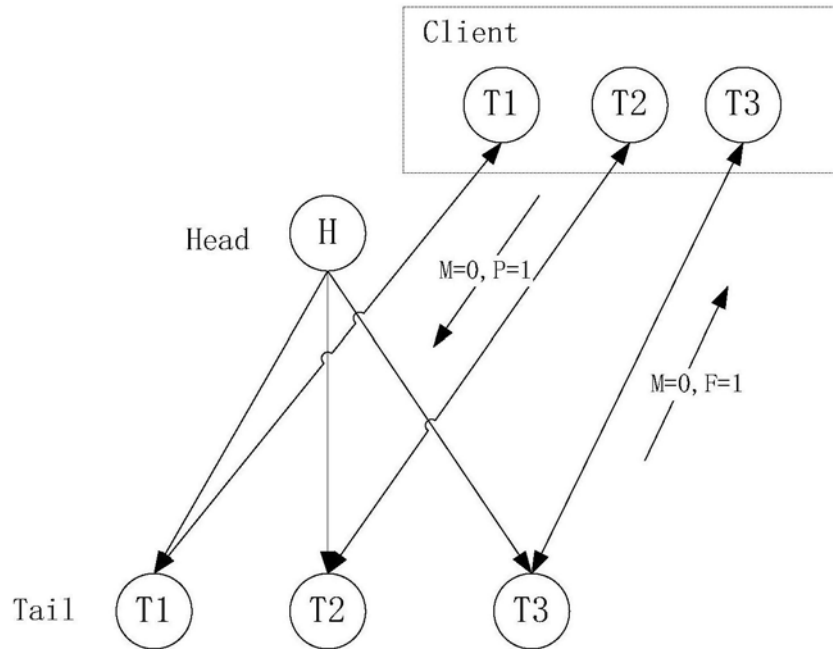 Client
T1 T2 T3
Head H
M=0, P=1
M=0, F=1
Tail T1 T2 T3